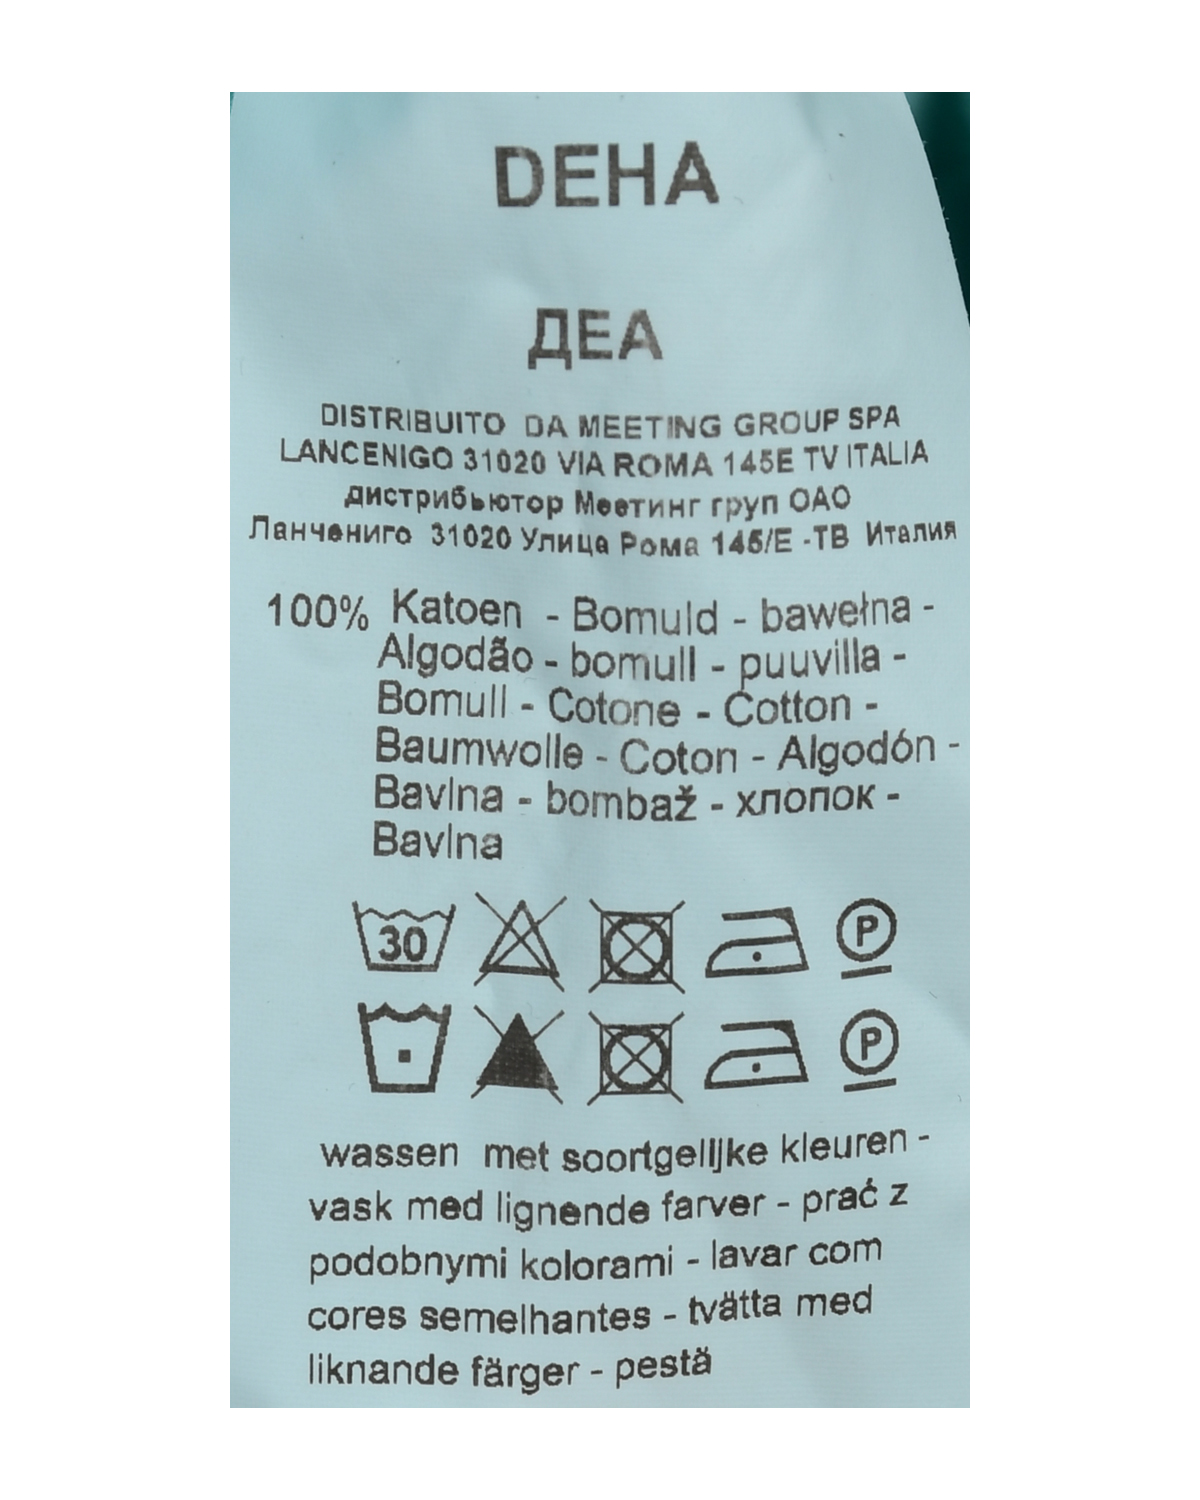 DEHA
ДЕА
DISTRIBUITO DA MEETING GROUP SPA
LANCENIGO 31020 VIA ROMA 145E TV ITALIA
дистрибьютор Меетинг груп ОАО
Ланчениго 31020 Улица Рома 145/E -ТВ Италия
100% Katoen - Bomuld - bawełna -
Algodão - bomull - puuvilla -
Bomull - Cotone - Cotton -
Baumwolle - Coton - Algodón -
Bavlna - bombaž - хлопок -
Bavlna
30 P
P
wassen met soortgelijke kleuren -
vask med lignende farver - prać z
podobnymi kolorami - lavar com
cores semelhantes - tvätta med
liknande färger - pestä